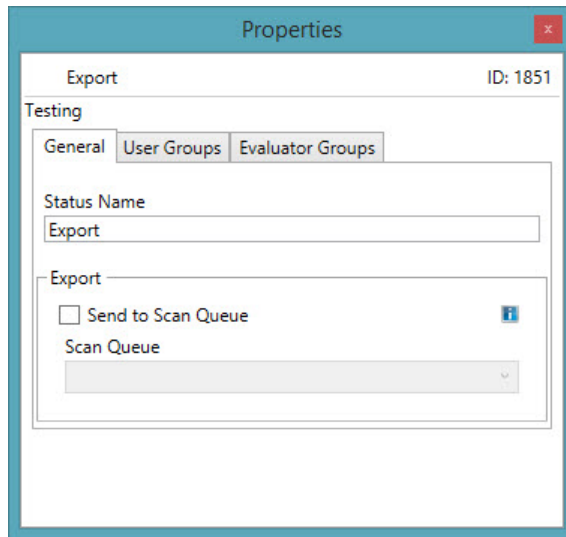 Properties
x
Export ID: 1851
Testing
General User Groups Evaluator Groups
Status Name
Export
Export
Send to Scan Queue
i
Scan Queue